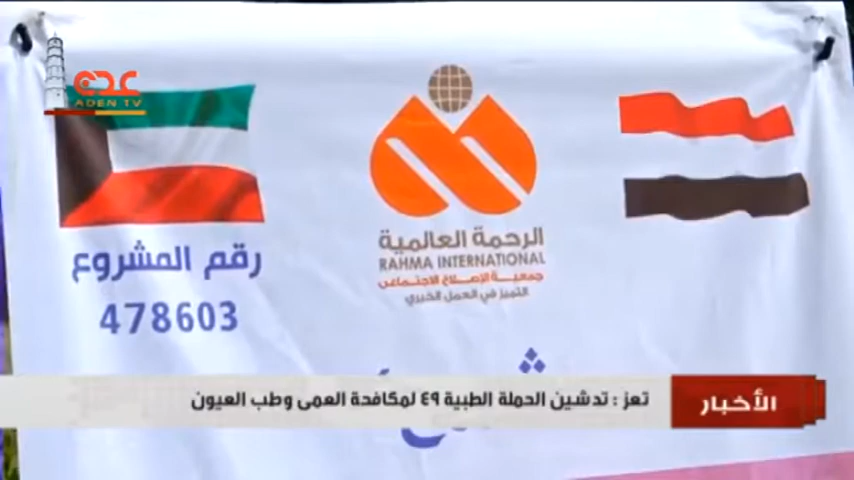 عدن
ADEN TV
رقم المشروع
478603
الرحمة العالمية
RAHMA INTERNATIONAL
جمعية الإصلاح الاجتماعي
التميز في العمل الخيري
تعز : تدشين الحملة الطبية ٤٩ لمكافحة العمى وطب العيون
الأخبار